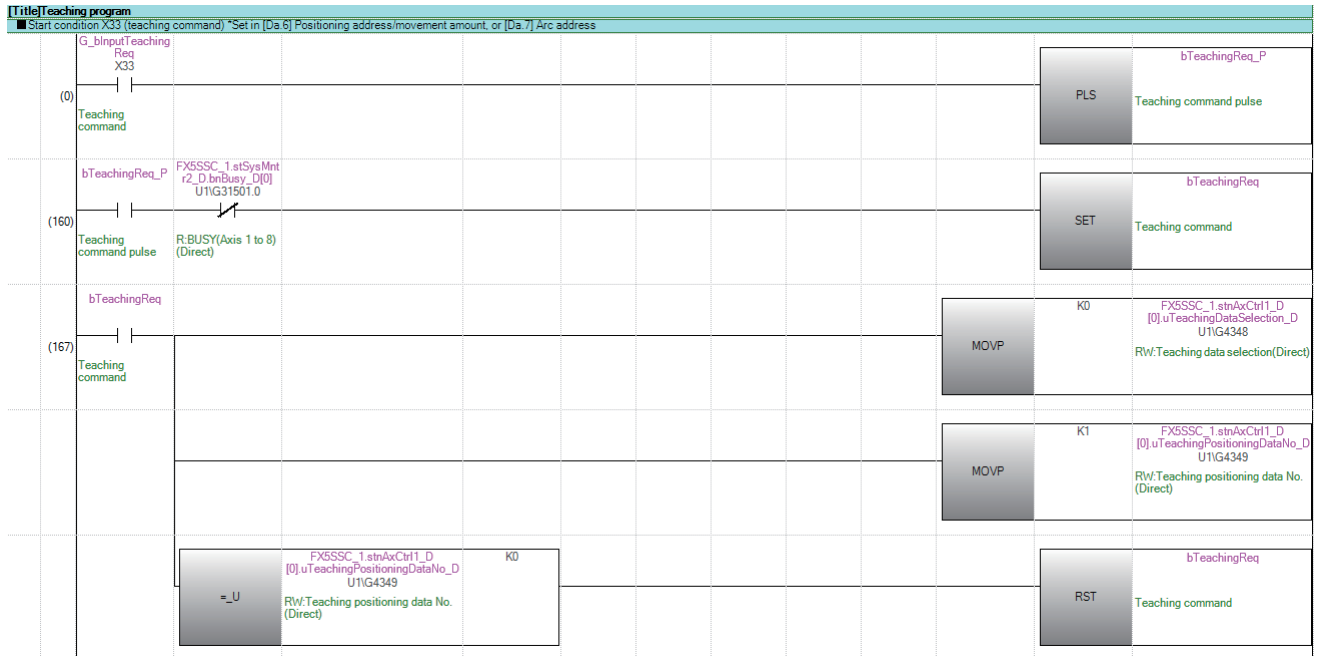 [Title]Teaching program
■Start condition X33 (teaching command) *Set in [Da.6] Positioning address/movement amount, or [Da.7] Arc address
G_bInputTeaching
Req
X33
(0)
Teaching
command
PLS
bTeachingReq_P
Teaching command pulse
bTeachingReq_P
FX5SSC_1.stSysMnt
r2_D.bnBusy_D[0]
U1\G31501.0
(160)
Teaching
command pulse
R:BUSY(Axis 1 to 8)
(Direct)
SET
bTeachingReq
Teaching command
bTeachingReq
(167)
Teaching
command
MOVP
K0
FX5SSC_1.stnAxCtrl1_D
[0].uTeachingDataSelection_D
U1\G4348
RW:Teaching data selection(Direct)
MOVP
K1
FX5SSC_1.stnAxCtrl1_D
[0].uTeachingPositioningDataNo_D
U1\G4349
RW:Teaching positioning data No.
(Direct)
=_U
FX5SSC_1.stnAxCtrl1_D
[0].uTeachingPositioningDataNo_D
U1\G4349
RW:Teaching positioning data No.
(Direct)
K0
RST
bTeachingReq
Teaching command